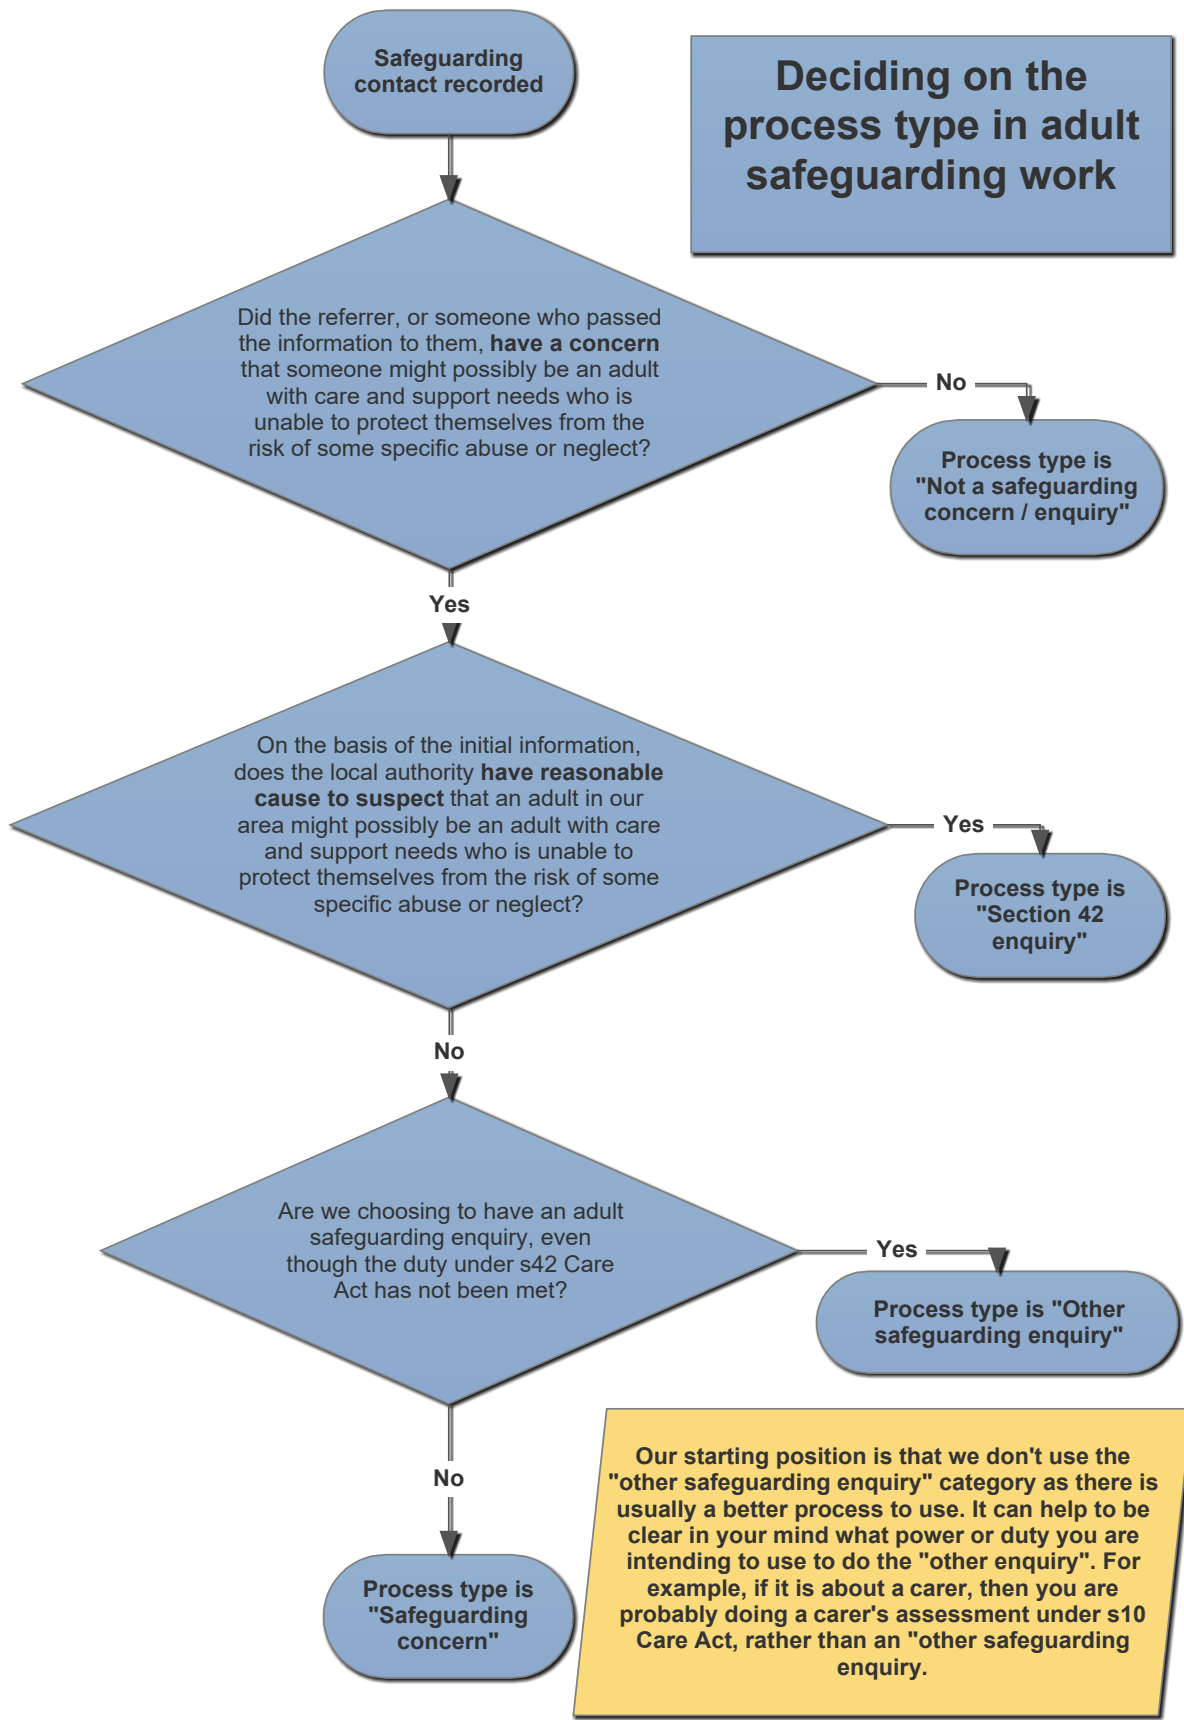 Safeguarding
contact recorded
Deciding on the
process type in adult
safeguarding work
Did the referrer, or someone who passed
the information to them, have a concern
that someone might possibly be an adult
with care and support needs who is
unable to protect themselves from the
risk of some specific abuse or neglect?
No
Process type is
"Not a safeguarding
concern / enquiry"
Yes
On the basis of the initial information,
does the local authority have reasonable
cause to suspect that an adult in our
area might possibly be an adult with care
and support needs who is unable to
protect themselves from the risk of some
specific abuse or neglect?
Yes
Process type is
"Section 42
enquiry"
No
Are we choosing to have an adult
safeguarding enquiry, even
though the duty under s42 Care
Act has not been met?
Yes
Process type is "Other
safeguarding enquiry"
No
Process type is
"Safeguarding
concern"
Our starting position is that we don't use the
"other safeguarding enquiry" category as there is
usually a better process to use. It can help to be
clear in your mind what power or duty you are
intending to use to do the "other enquiry". For
example, if it is about a carer, then you are
probably doing a carer's assessment under s10
Care Act, rather than an "other safeguarding
enquiry.